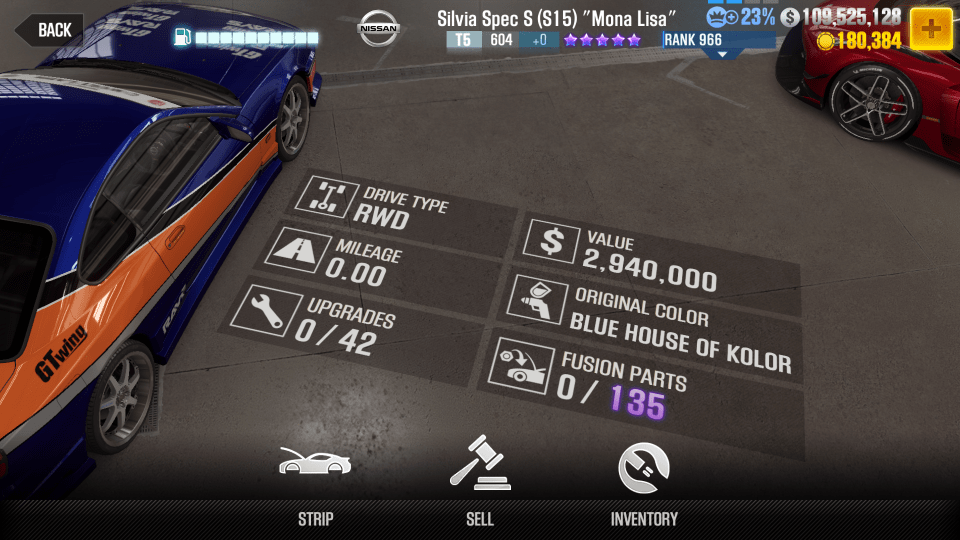 BACK
NISSAN
Silvia Spec S (S15) "Mona Lisa"
T5 604 +0
RANK 966
23%
$ 109,525,128
180,384
DRIVE TYPE
RWD
MILEAGE
0.00
UPGRADES
0 / 42
$ VALUE
2,940,000
ORIGINAL COLOR
BLUE HOUSE OF KOLOR
FUSION PARTS
0 / 135
GTwing
RAYS
STRIP
SELL
INVENTORY